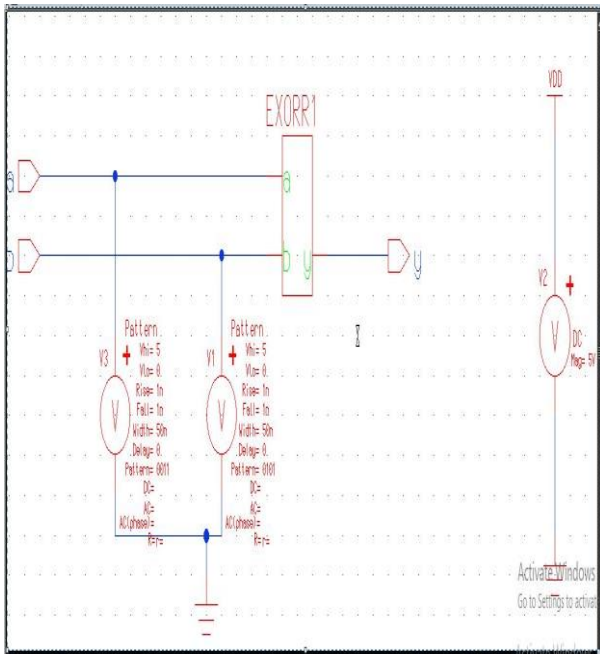 VDD
EXORR1
a
a
b
b y
y
V2
DC
Mag= 5V
V3
Pattern
Vhi= 5
Vlo= 0.
Rise= 1n
Fall= 1n
Width= 50n
Delay= 0.
Pattern= 0011
DC=
AC=
AC(phase)=
R=r=
V1
Pattern
Vhi= 5
Vlo= 0.
Rise= 1n
Fall= 1n
Width= 50n
Delay= 0.
Pattern= 0101
DC=
AC=
AC(phase)=
R=r=
Activate Windows
Go to Settings to activat